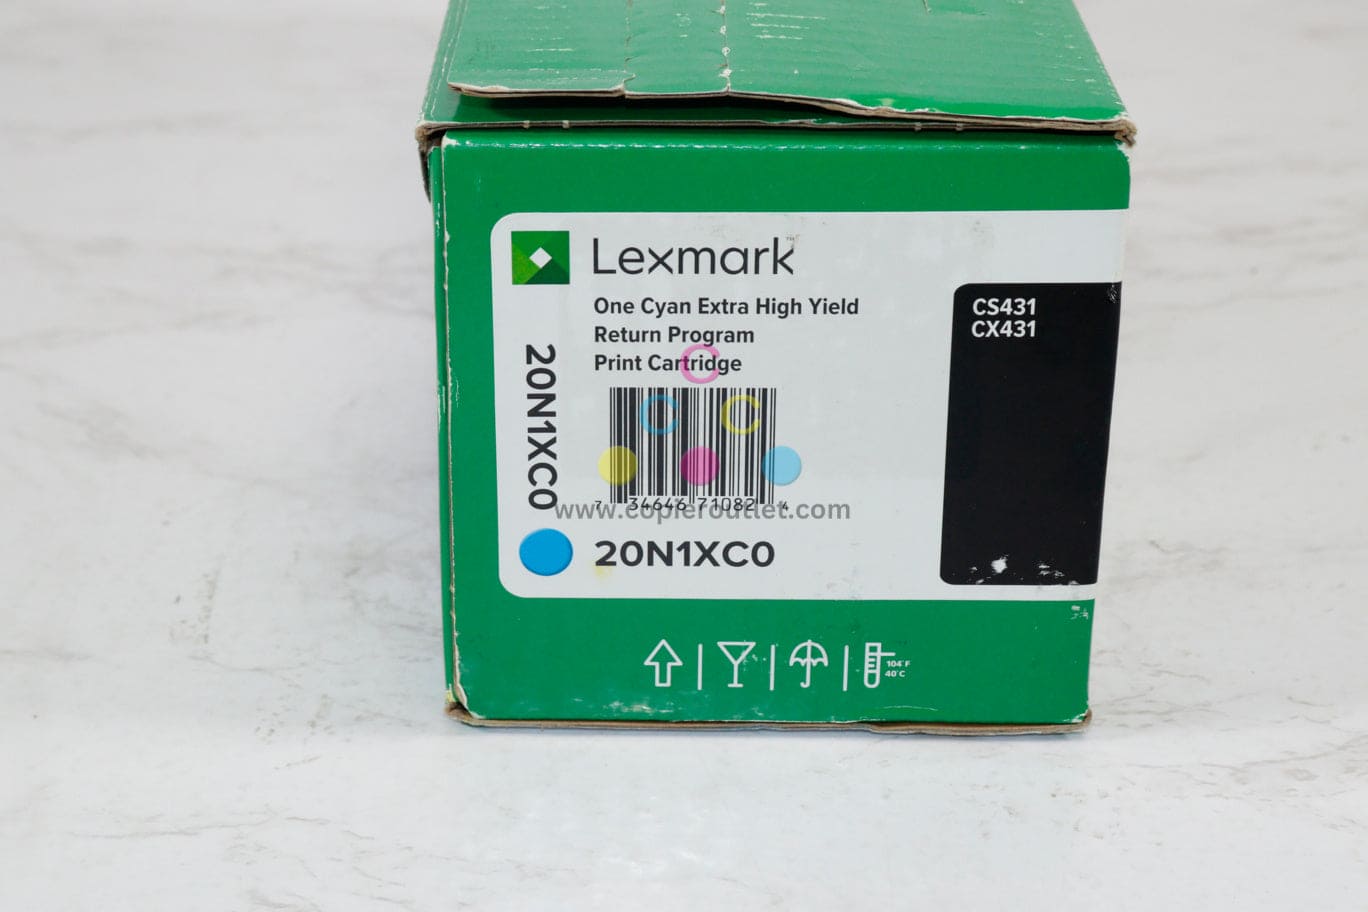 Lexmark™
One Cyan Extra High Yield
Return Program
Print Cartridge
CS431
CX431
20N1XC0
C
C C
7 34646 71082 4
www.copieroutlet.com
20N1XC0
104°F
40°C